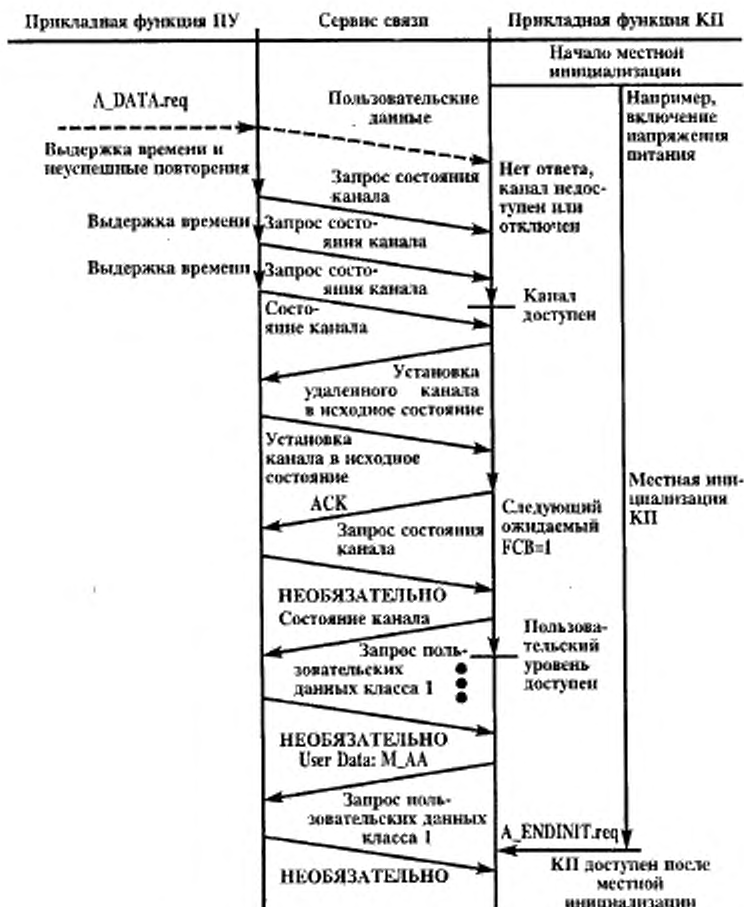 Прикладная функция ПУ
Сервис связи
Прикладная функция КП
Начало местной
инициализации
A_DATA.req
Пользовательские
данные
Например,
включение
напряжения
питания
Выдержка времени и
неуспешные повторения
Запрос состояния
канала
Нет ответа,
канал недос-
тупен или
отключен
Выдержка времени
Запрос состо-
яния канала
Выдержка времени
Запрос состо-
яния канала
Канал
доступен
Состо-
яние канала
Установка
удаленного канала
в исходное состояние
Установка
канала в исходное
состояние
Местная ини-
циализация
КП
ACK
Следующий
ожидаемый
FCB=1
Запрос состояния
канала
НЕОБЯЗАТЕЛЬНО
Состояние канала
Пользова-
тельский
уровень
доступен
Запрос поль-
зовательских
данных класса 1
НЕОБЯЗАТЕЛЬНО
User Data: M_AA
Запрос поль-
зовательских данных
класса 1
A_ENDINIT.req
НЕОБЯЗАТЕЛЬНО
КП доступен после
местной
инициализации